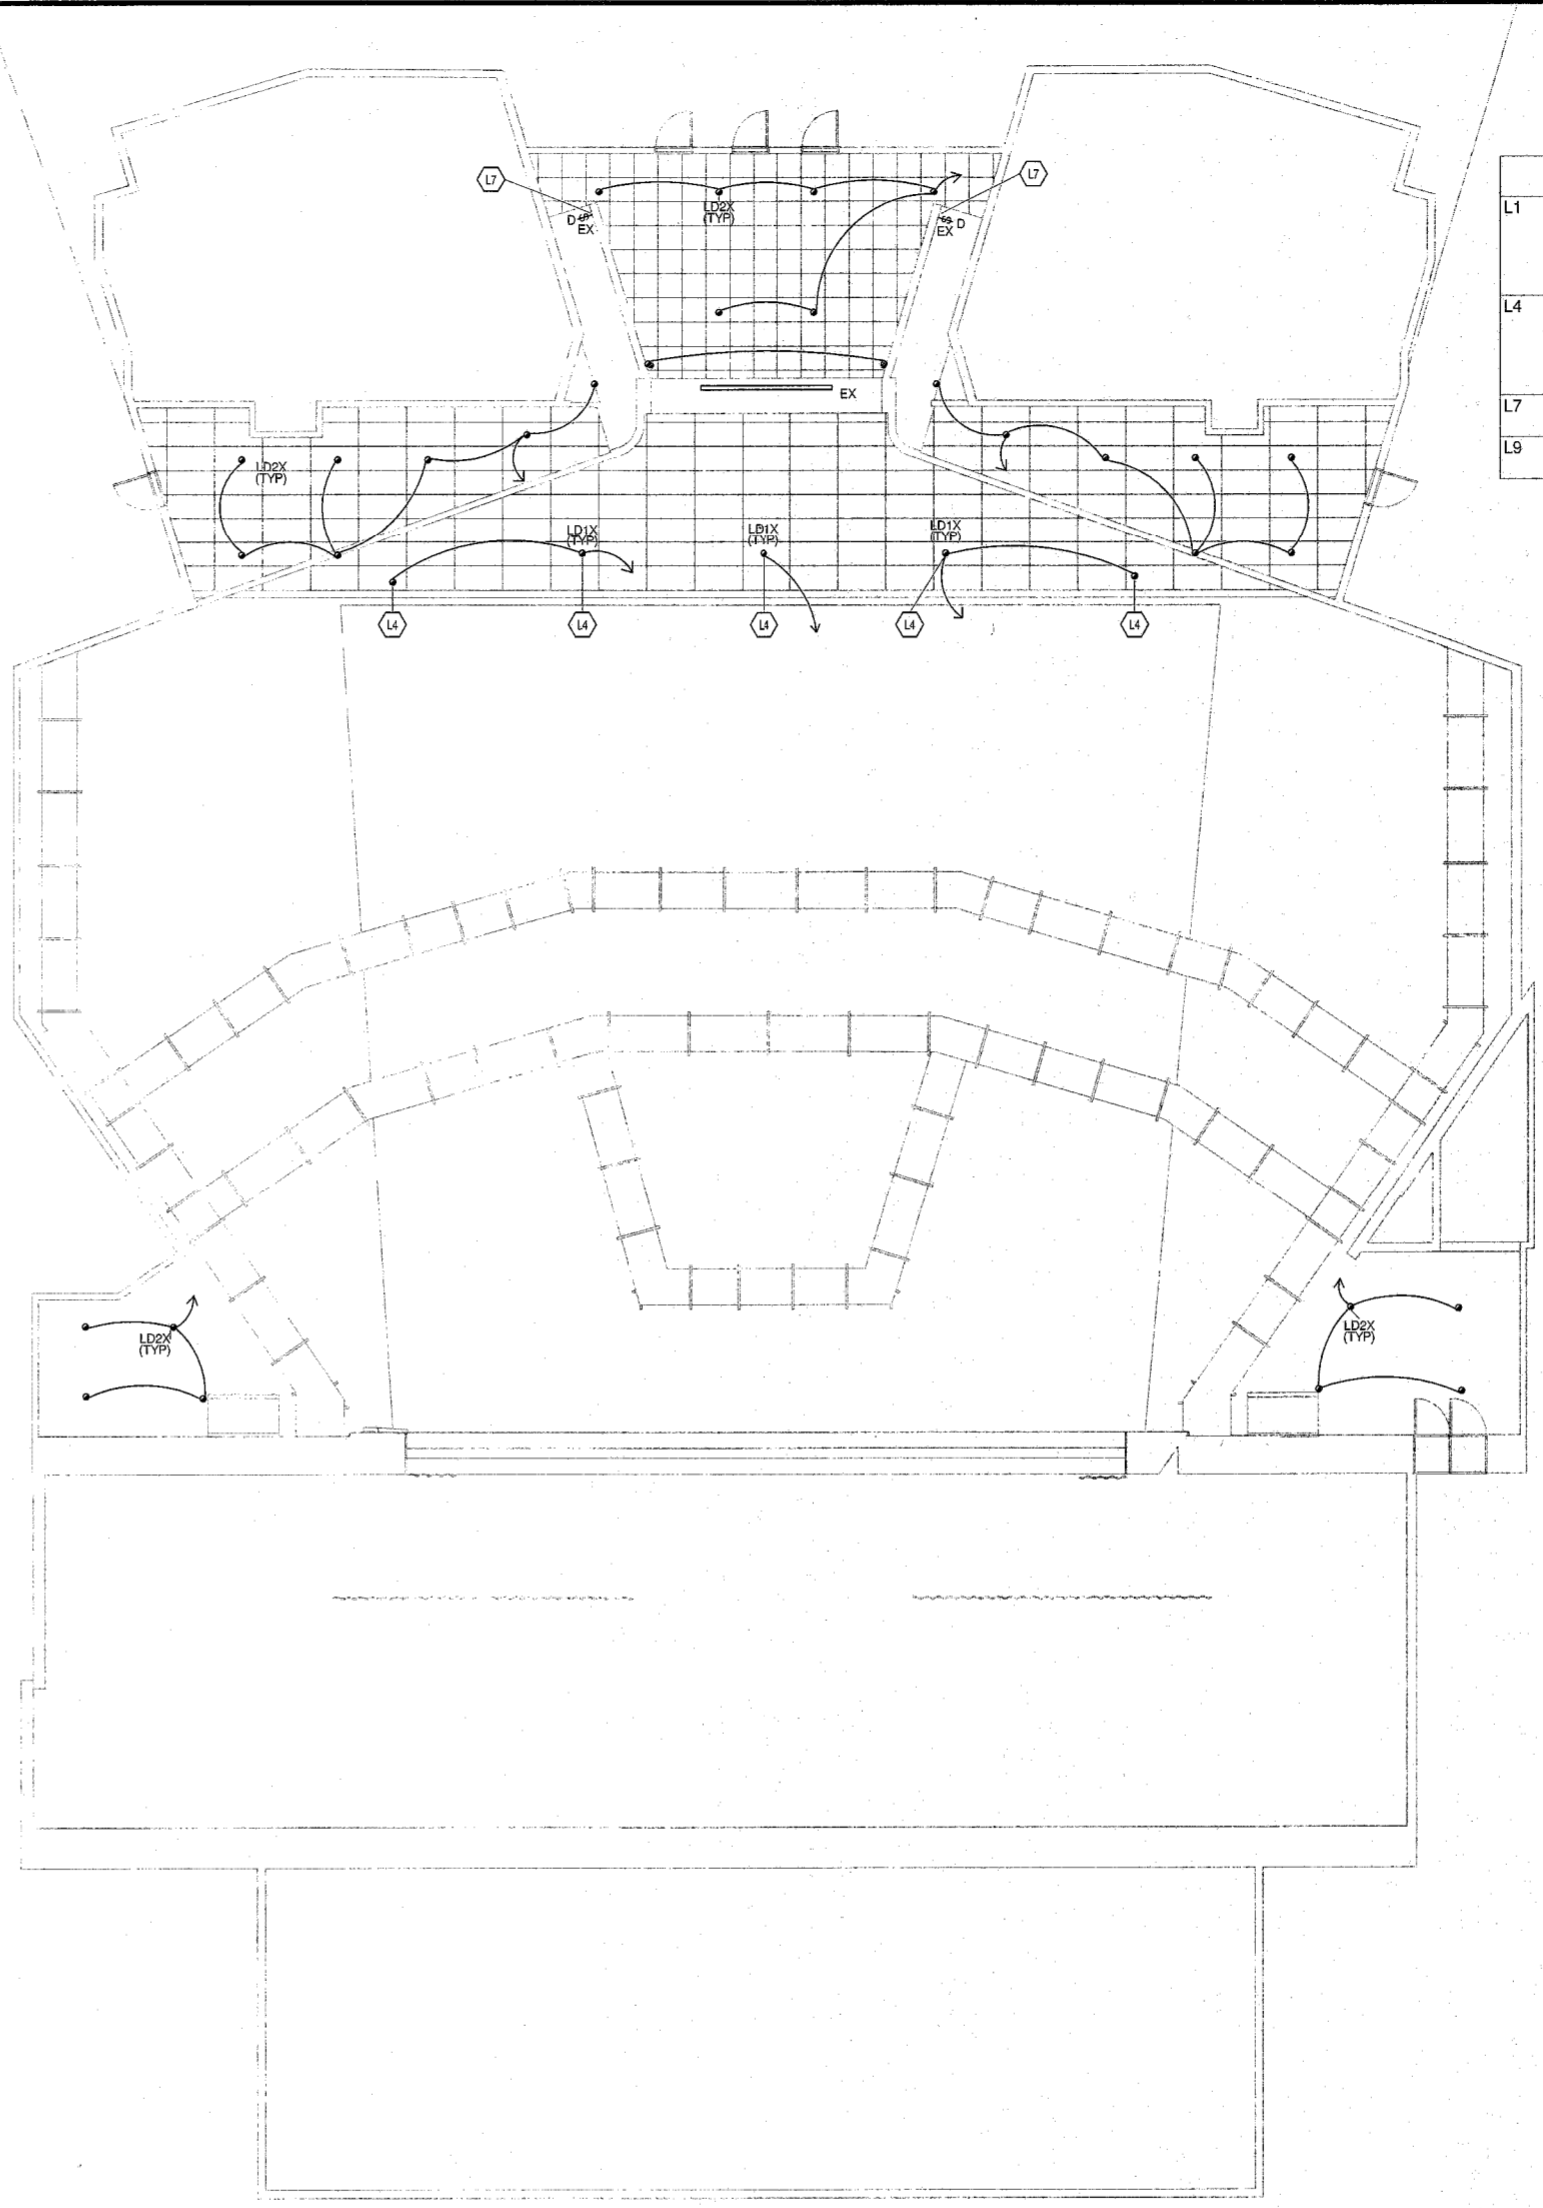 L7
L7
L1
LD2X
(TYP)
D
EX
D
EX
L4
EX
L7
L9
LD2X
(TYP)
LD1X
(TYP)
LD1X
(TYP)
LD1X
(TYP)
L4
L4
L4
L4
L4
LD2X
(TYP)
LD2X
(TYP)